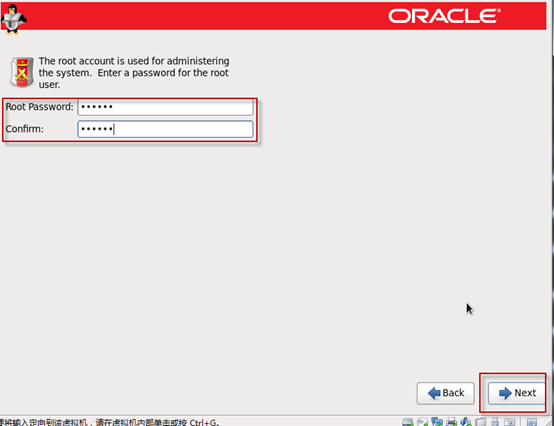 ORACLE®
The root account is used for administering
the system. Enter a password for the root
user.
Root Password: ••••••
Confirm: ••••••
Back
Next
要将输入定向到该虚拟机，请在虚拟机内部单击或按 Ctrl+G。